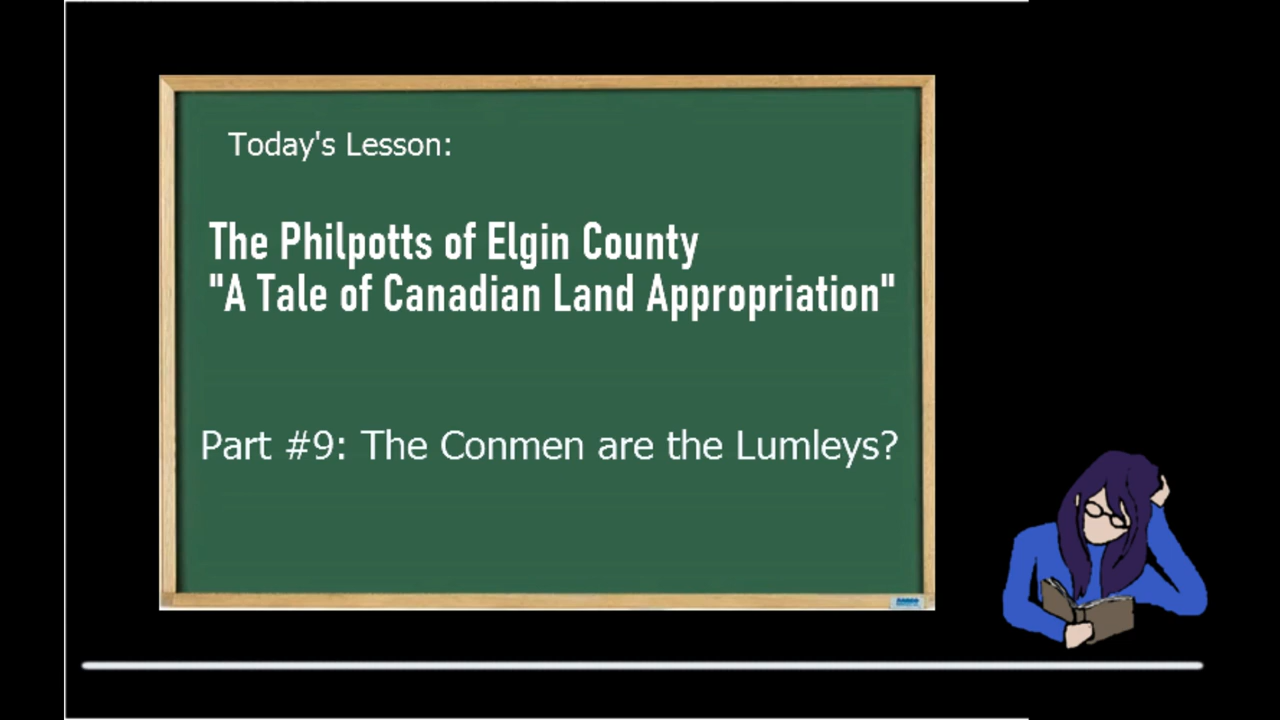 Today's Lesson:
The Philpotts of Elgin County
"A Tale of Canadian Land Appropriation"
Part #9: The Conmen are the Lumleys?